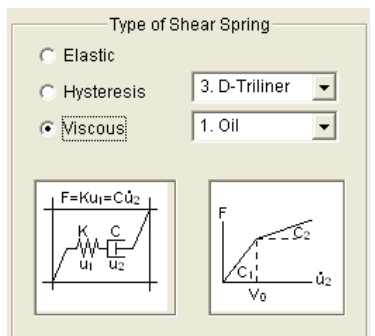 Type of Shear Spring
Elastic
Hysteresis 3. D-Triliner
Viscous 1. Oil
F=Ku₁=Cu̇₂
K C
u₁ u₂
F
C₂
C₁
V₀ u̇₂